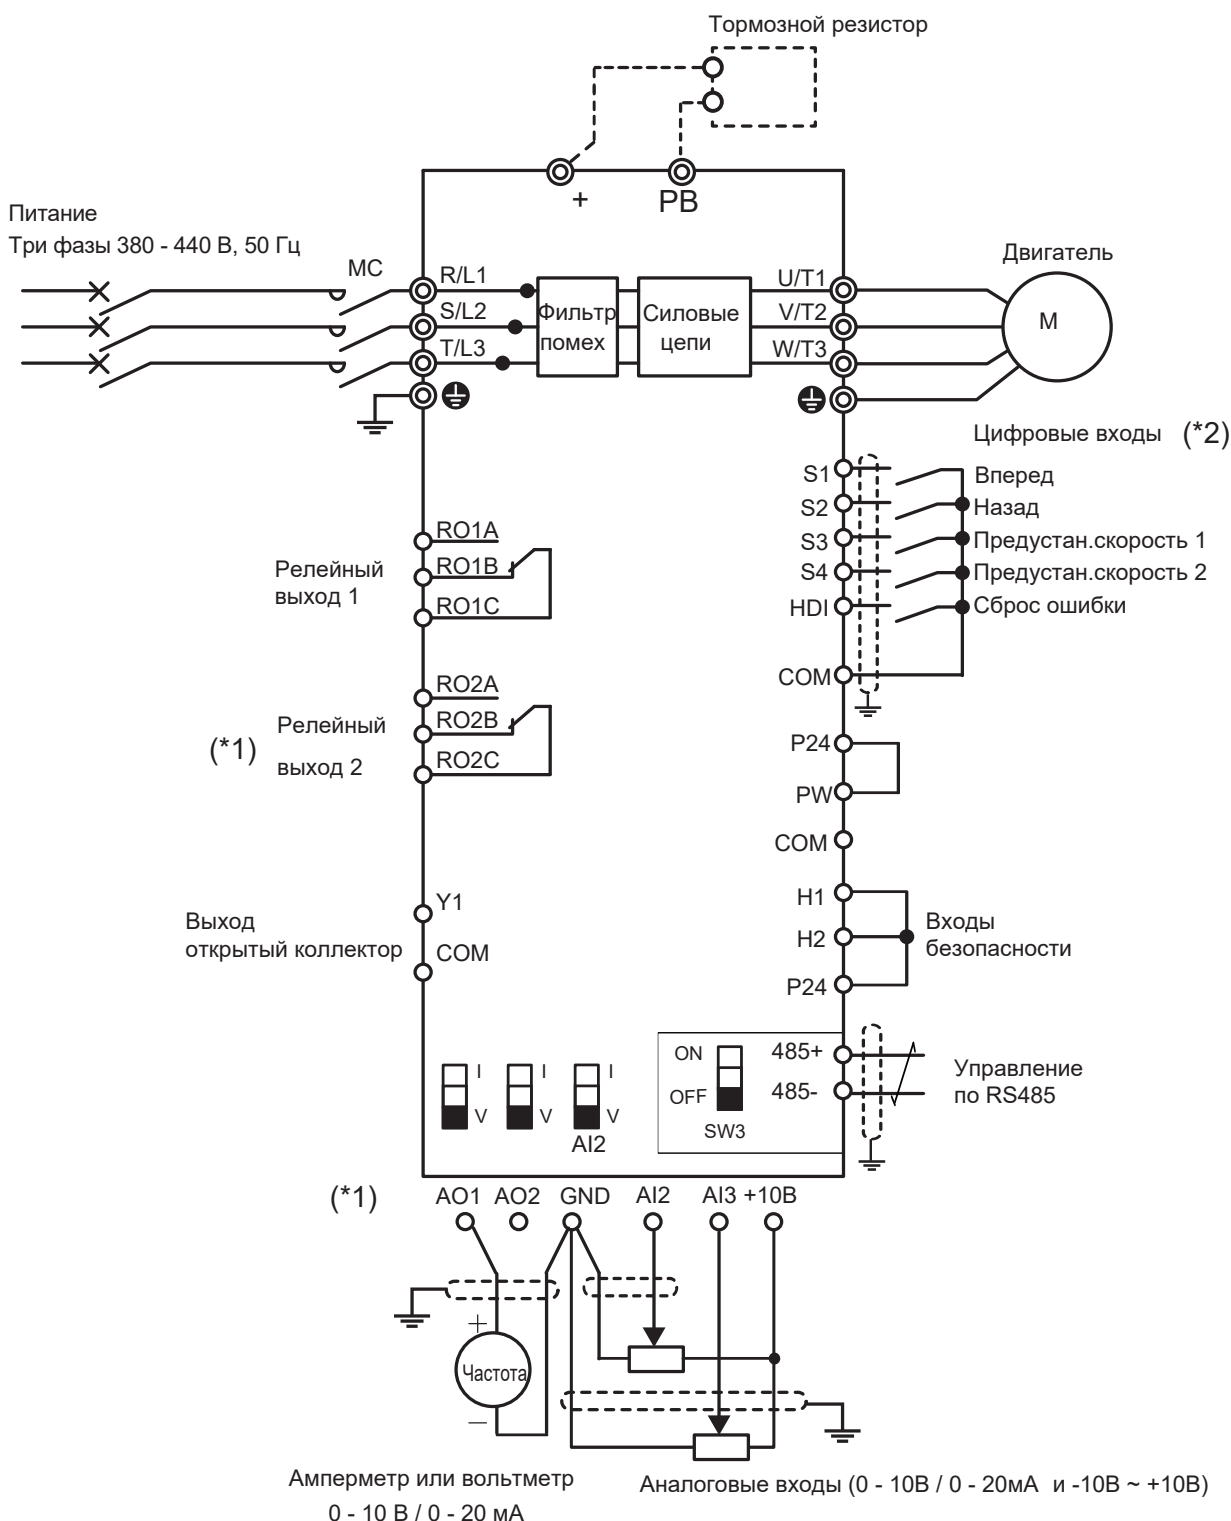 Тормозной резистор
+
PB
Питание
Три фазы 380 - 440 В, 50 Гц
MC
R/L1
S/L2
T/L3
Фильтр
помех
Силовые
цепи
U/T1
V/T2
W/T3
Двигатель
М
Цифровые входы (*2)
S1
Вперед
S2
Назад
S3
Предустан.скорость 1
S4
Предустан.скорость 2
HDI
Сброс ошибки
COM
RO1A
RO1B
RO1C
Релейный
выход 1
RO2A
RO2B
RO2C
(*1)
Релейный
выход 2
P24
PW
COM
Y1
COM
Выход
открытый коллектор
H1
H2
P24
Входы
безопасности
I
V
I
V
I
V
AI2
ON
OFF
SW3
485+
485-
Управление
по RS485
(*1)
AO1 AO2 GND AI2 AI3 +10В
+
Частота
—
Амперметр или вольтметр
0 - 10 В / 0 - 20 мА
Аналоговые входы (0 - 10В / 0 - 20мА и -10В ~ +10В)